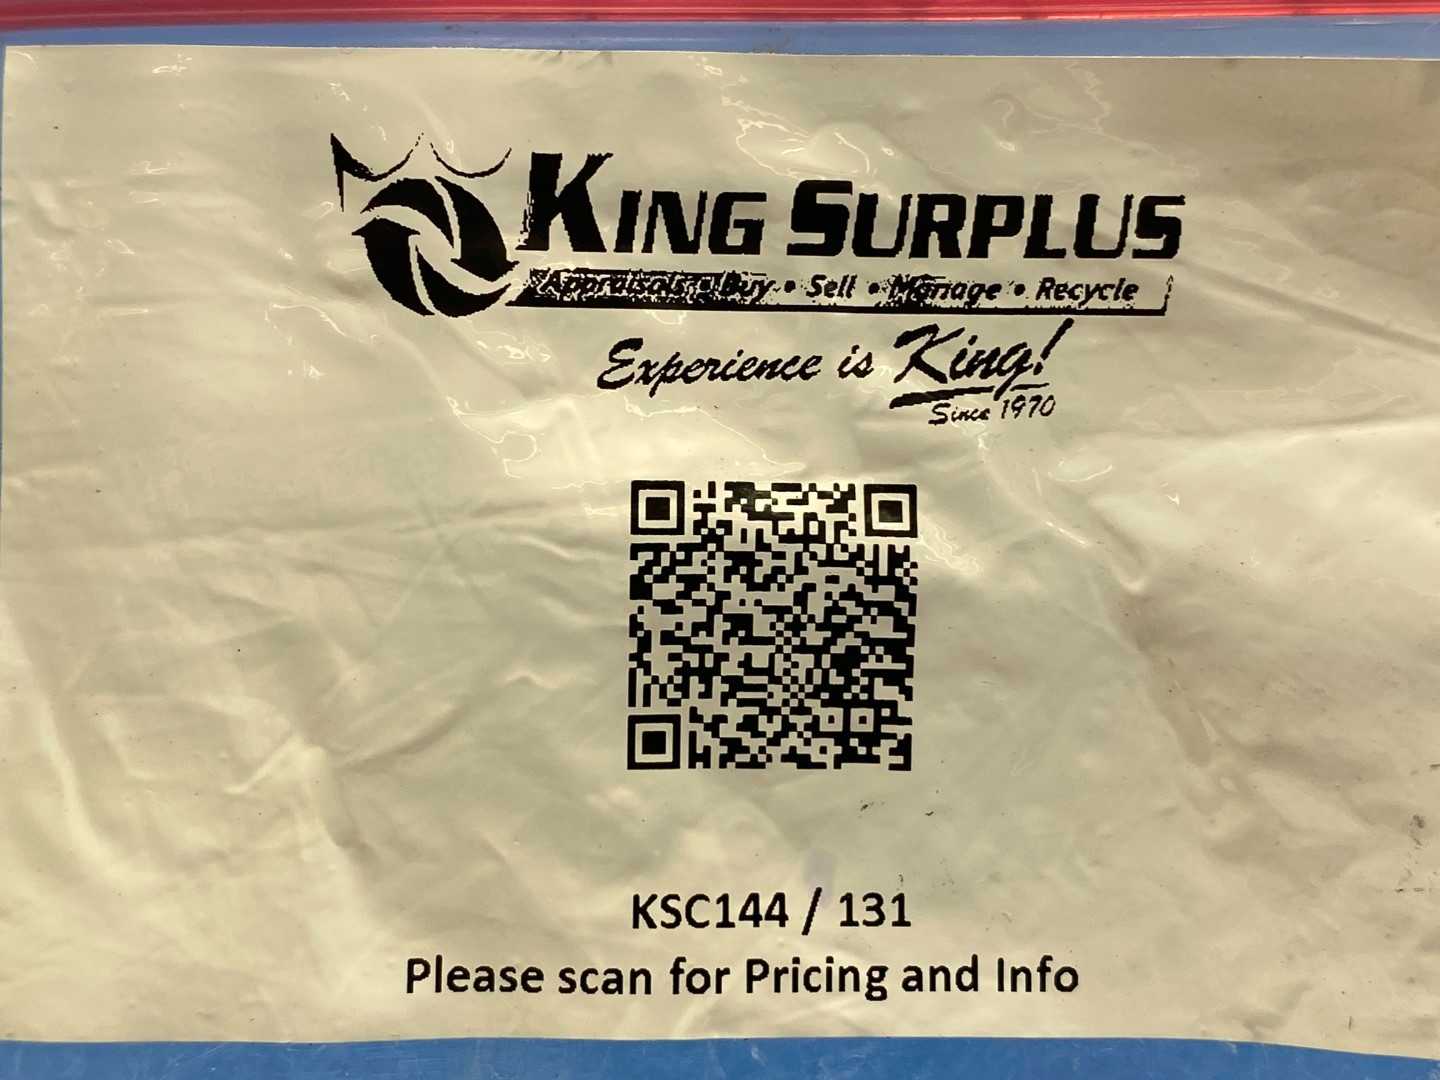 KING SURPLUS
Appraisals • Buy • Sell • Manage • Recycle
Experience is King!
Since 1970
KSC144 / 131
Please scan for Pricing and Info